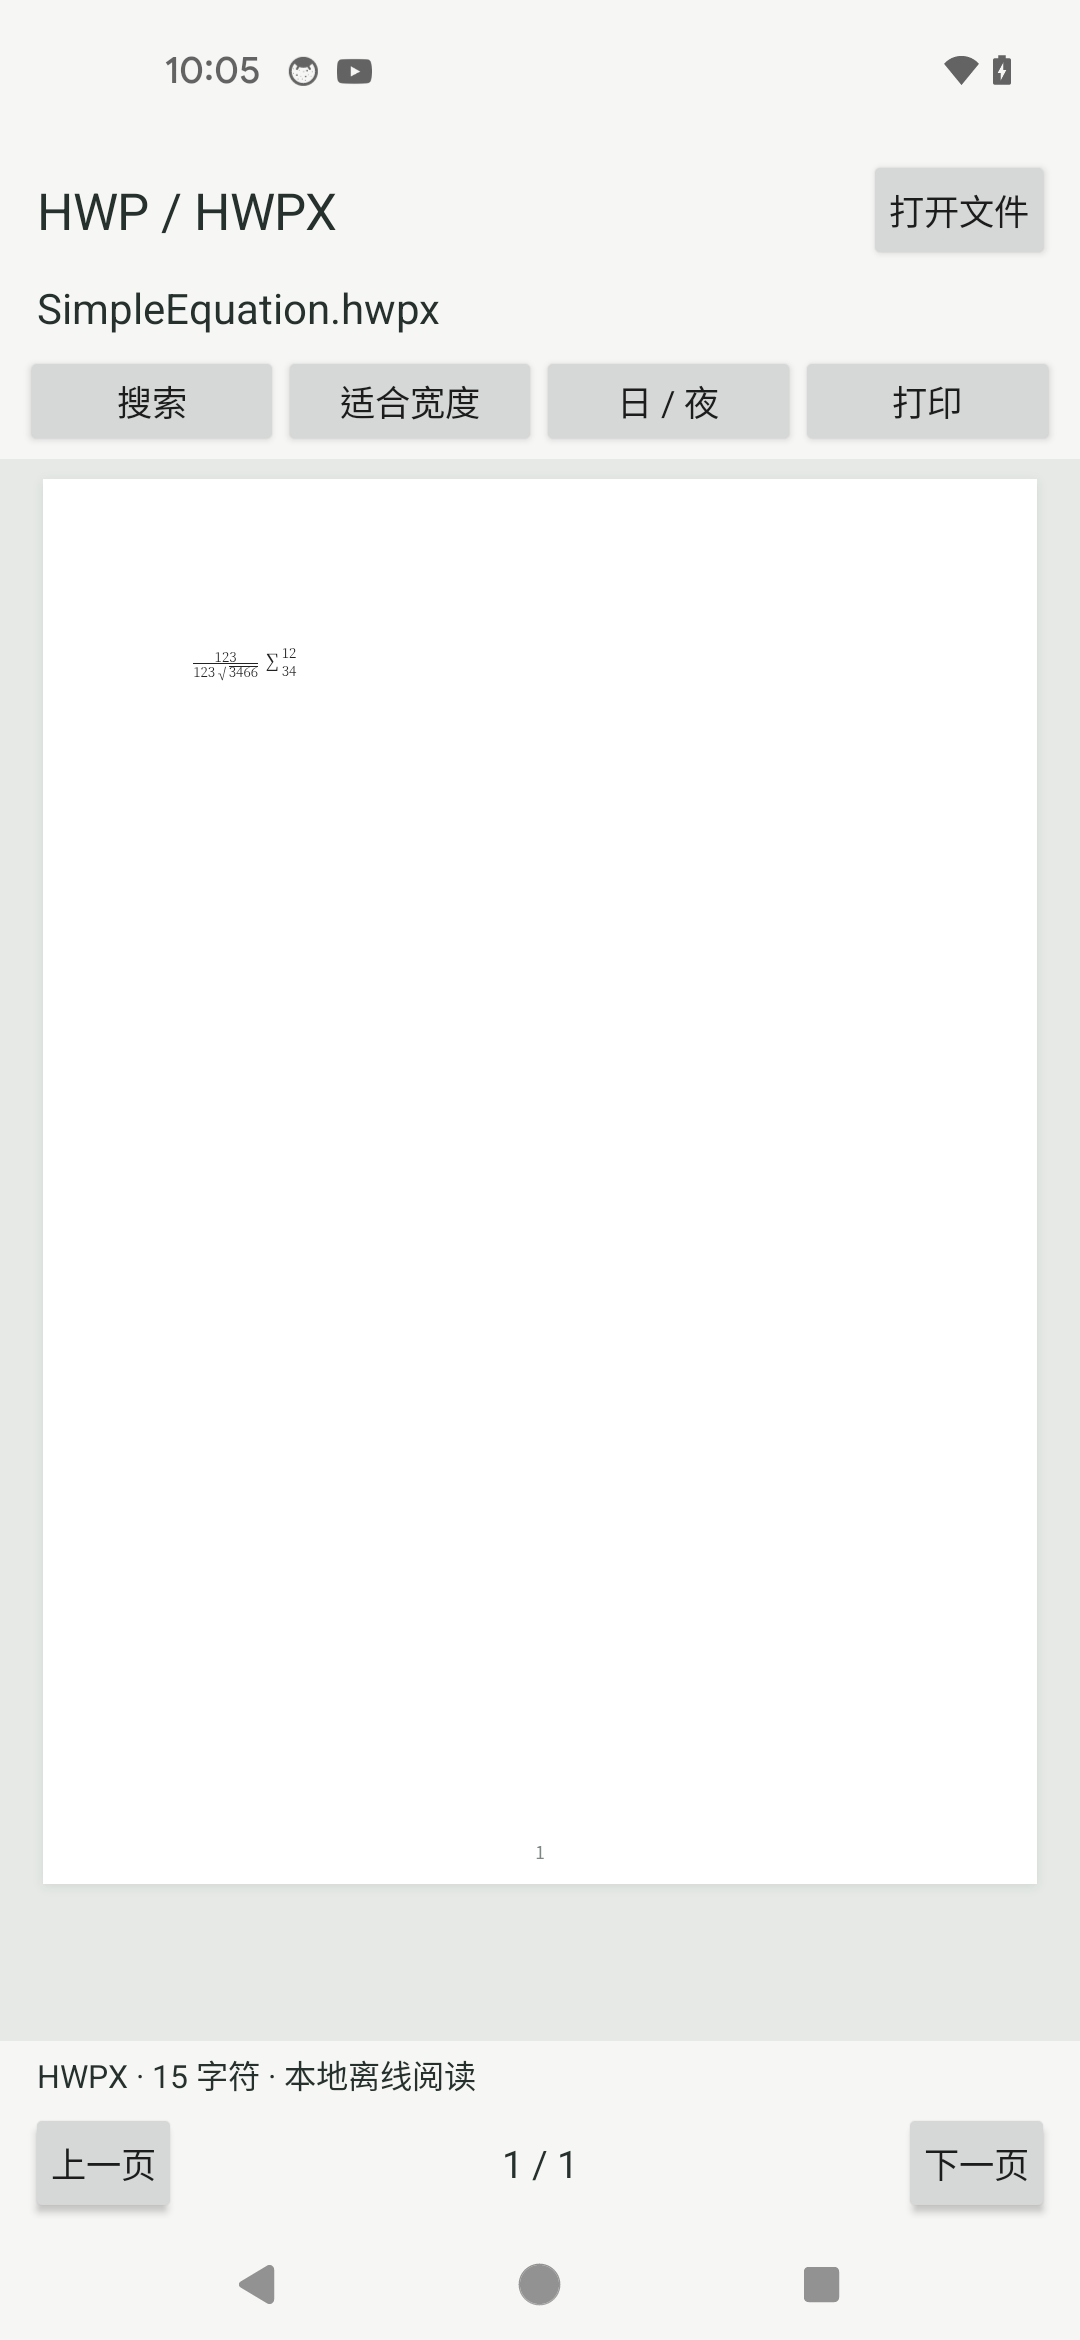 10:05
HWP / HWPX
打开文件
SimpleEquation.hwpx
搜索 适合宽度 日 / 夜 打印
123
123 √3466
∑ 12
34
1
HWPX · 15 字符 · 本地离线阅读
上一页 1 / 1 下一页